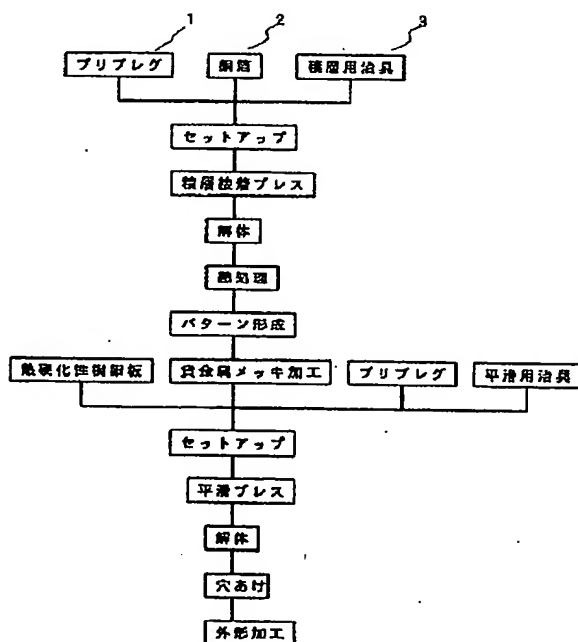 1 2 3
プリプレグ 銅箔 積層用治具
セットアップ
積層接着プレス
解体
熱処理
パターン形成
熱硬化性樹脂板 貴金属メッキ加工 プリプレグ 平滑用治具
セットアップ
平滑プレス
解体
穴あけ
外形加工